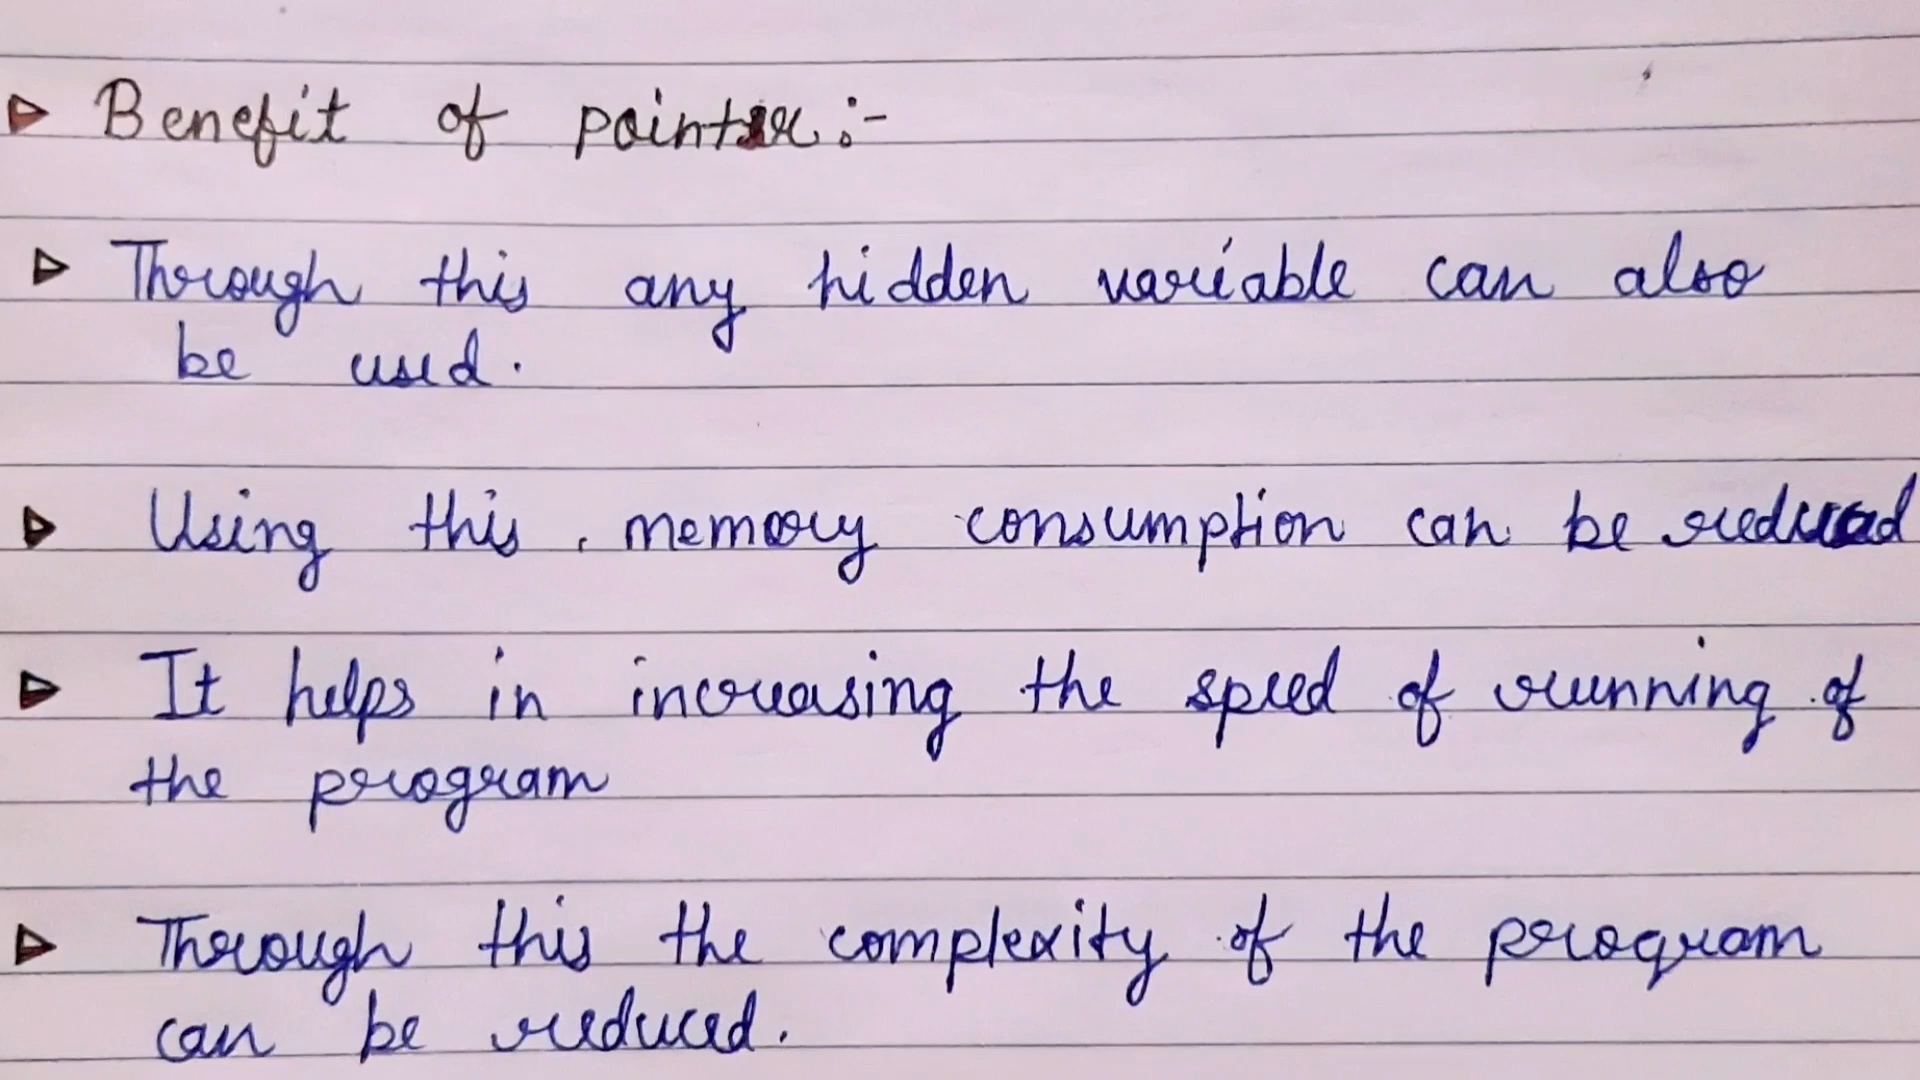 ▷ Benefit of pointer :-
▷ Through this any hidden variable can also
be used.
▷ Using this, memory consumption can be reduced
▷ It helps in increasing the speed of running of
the program
▷ Through this the complexity of the program
can be reduced.